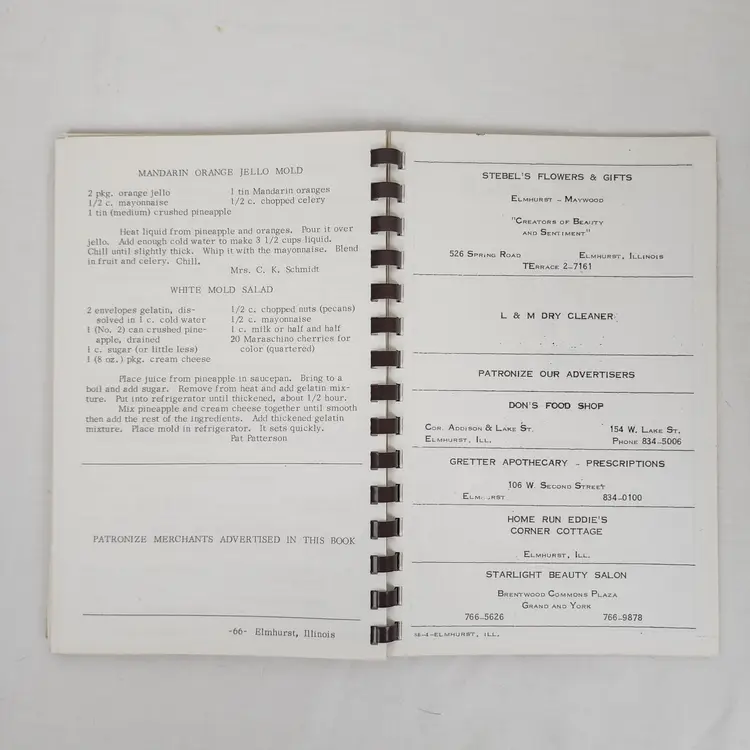 MANDARIN ORANGE JELLO MOLD
2 pkg. orange jello
1/2 c. mayonnaise
1 tin (medium) crushed pineapple
1 tin Mandarin oranges
1/2 c. chopped celery
Heat liquid from pineapple and oranges. Pour it over
jello. Add enough cold water to make 3 1/2 cups liquid.
Chill until slightly thick. Whip it with the mayonnaise. Blend
in fruit and celery. Chill.
Mrs. C. K. Schmidt
WHITE MOLD SALAD
2 envelopes gelatin, dis-
solved in 1 c. cold water
1 (No. 2) can crushed pine-
apple, drained
1 c. sugar (or little less)
1 (8 oz.) pkg. cream cheese
1/2 c. chopped nuts (pecans)
1/2 c. mayonnaise
1 c. milk or half and half
20 Maraschino cherries for
color (quartered)
Place juice from pineapple in saucepan. Bring to a
boil and add sugar. Remove from heat and add gelatin mix-
ture. Put into refrigerator until thickened, about 1/2 hour.
Mix pineapple and cream cheese together until smooth
then add the rest of the ingredients. Add thickened gelatin
mixture. Place mold in refrigerator. It sets quickly.
Pat Patterson
PATRONIZE MERCHANTS ADVERTISED IN THIS BOOK
-66- Elmhurst, Illinois
STEBEL'S FLOWERS & GIFTS
ELMHURST - MAYWOOD
"CREATORS OF BEAUTY
AND SENTIMENT"
526 SPRING ROAD ELMHURST, ILLINOIS
TERRACE 2-7161
L & M DRY CLEANER
PATRONIZE OUR ADVERTISERS
DON'S FOOD SHOP
COR. ADDISON & LAKE ST. 154 W. LAKE ST.
ELMHURST, ILL. PHONE 834-5006
GRETTER APOTHECARY - PRESCRIPTIONS
106 W. SECOND STREET
834-0100
HOME RUN EDDIE'S
CORNER COTTAGE
ELMHURST, ILL.
STARLIGHT BEAUTY SALON
BRENTWOOD COMMONS PLAZA
GRAND AND YORK
766-5626 766-9878
-ELMHURST, ILL.